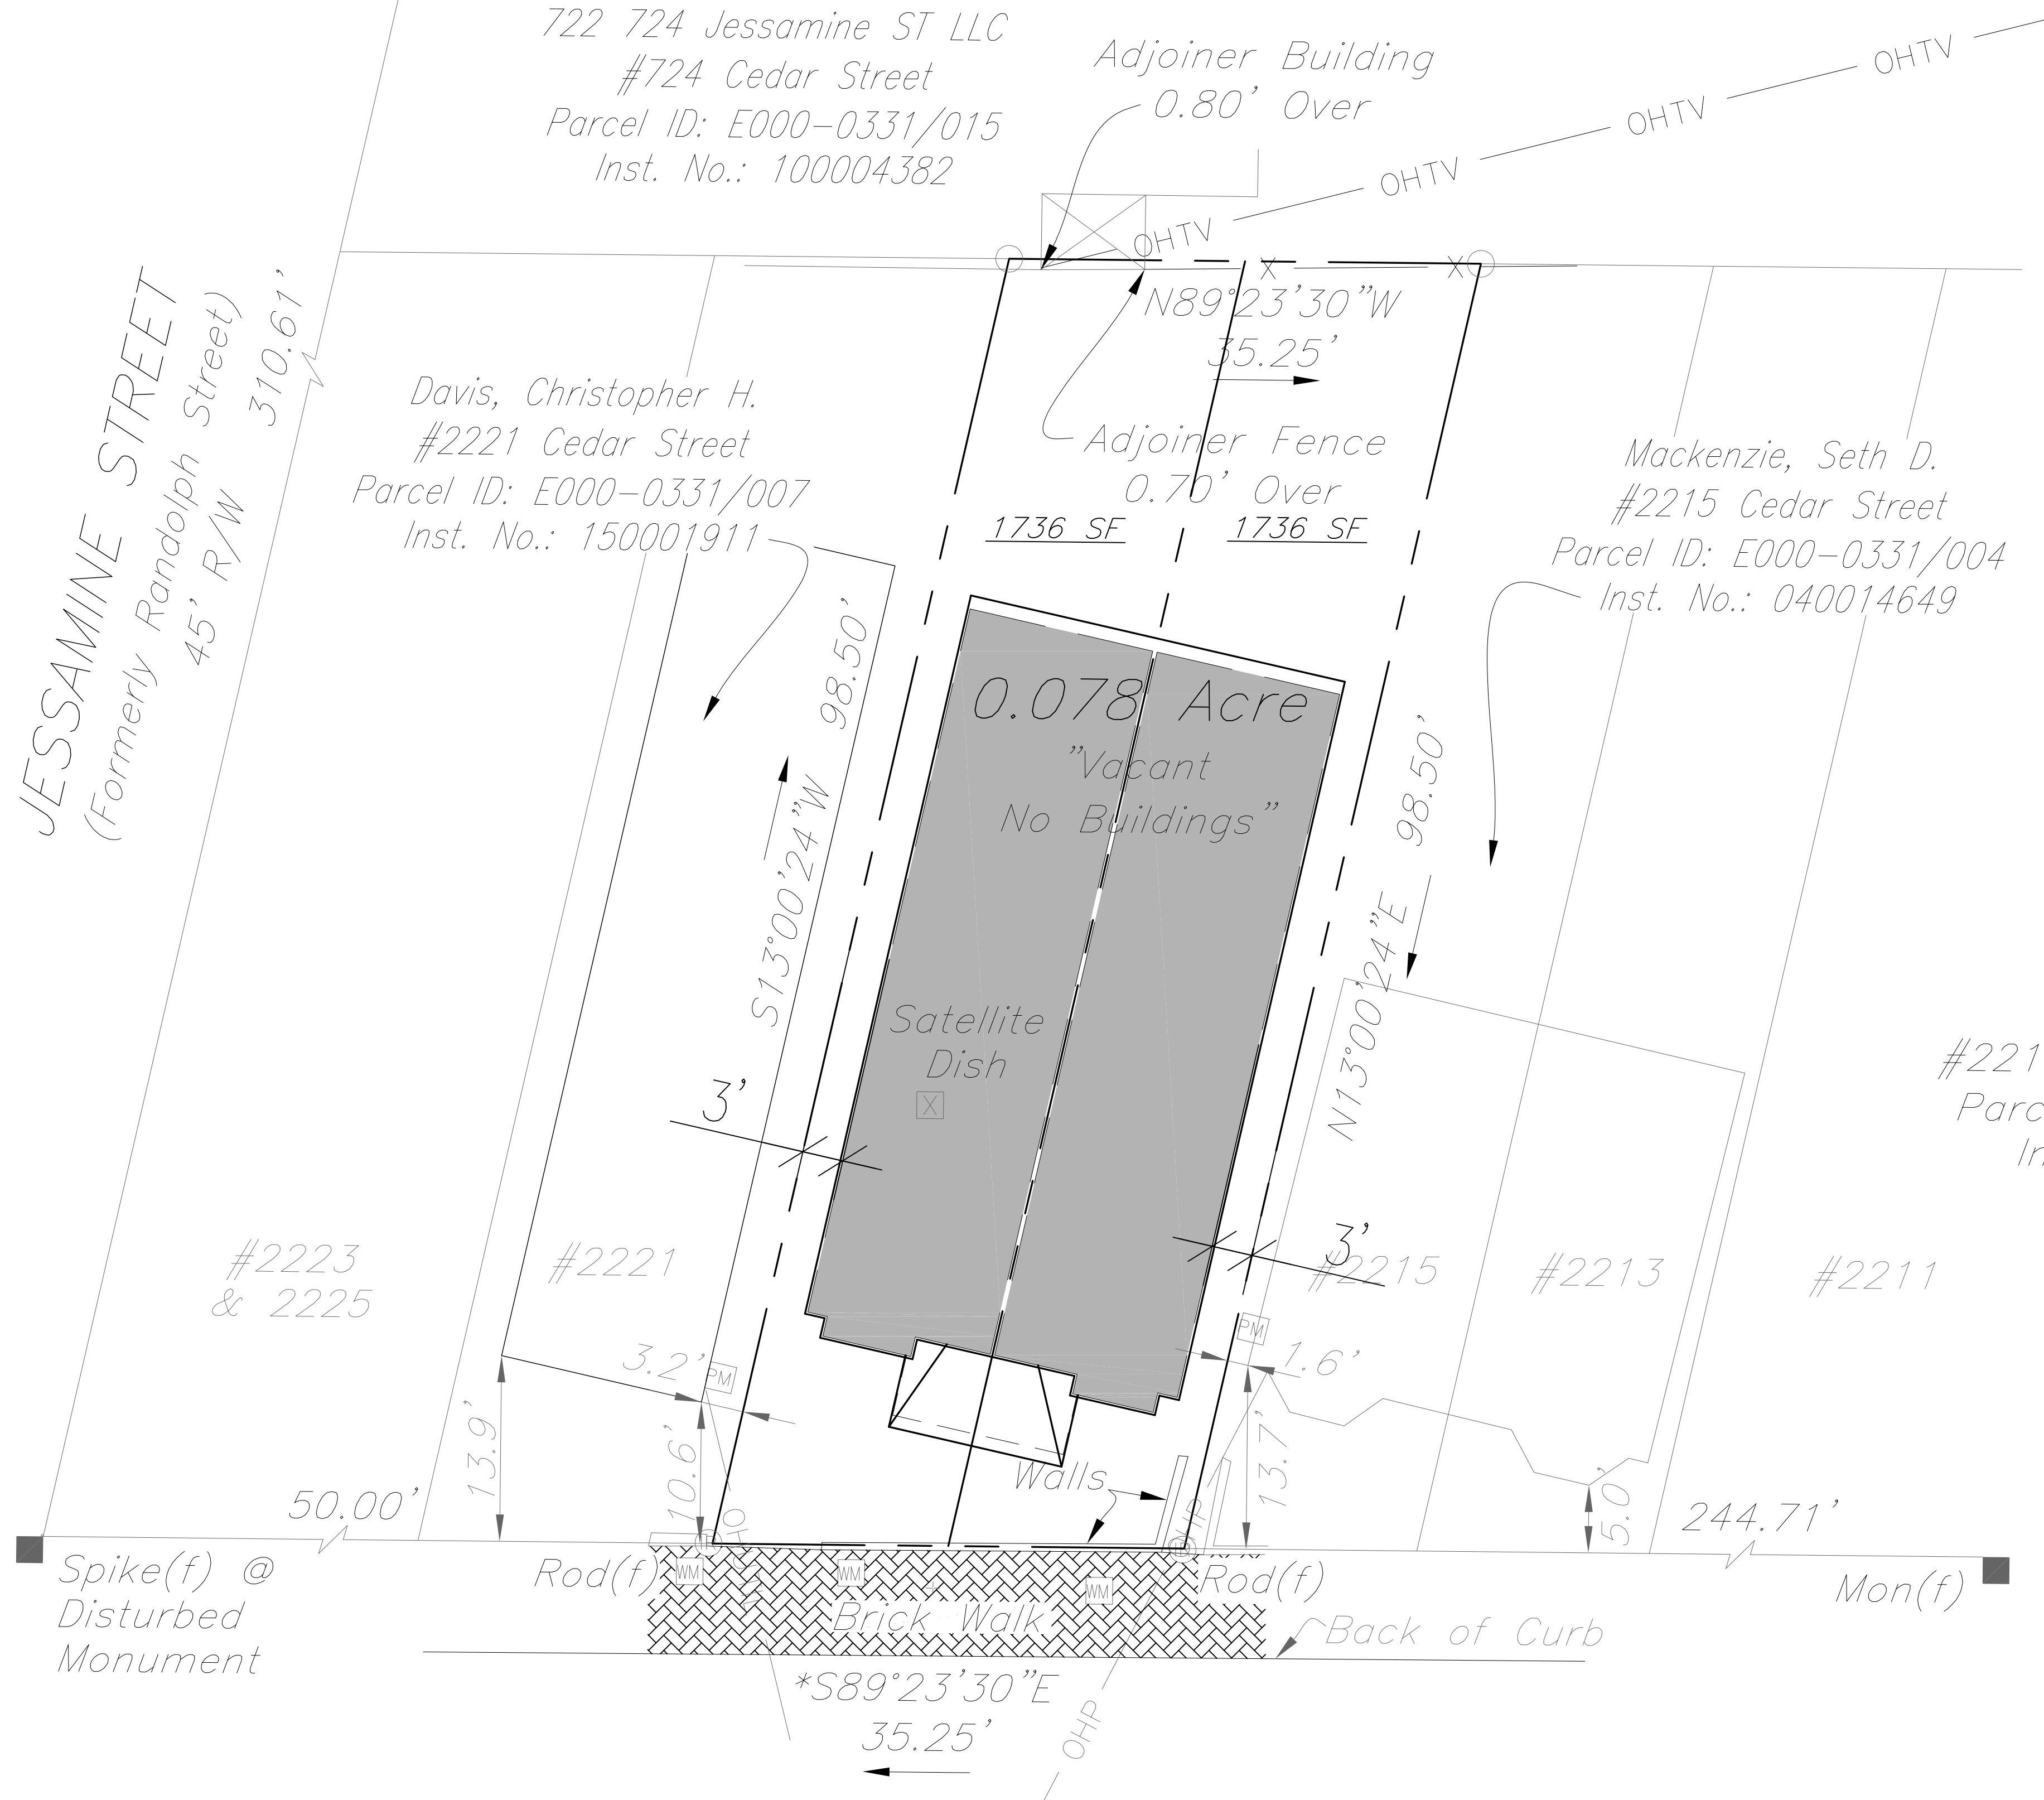 722 724 Jessamine ST LLC
#724 Cedar Street
Parcel ID: E000-0331/015
Inst. No.: 100004382
Adjoiner Building
0.80' Over
OHTV
OHTV
OHTV
OHTV
N89°23'30"W
35.25'
JESSAMINE STREET
(Formerly Randolph Street)
45' R/W
310.61'
Davis, Christopher H.
#2221 Cedar Street
Parcel ID: E000-0331/007
Inst. No.: 150001911
Adjoiner Fence
0.70' Over
Mackenzie, Seth D.
#2215 Cedar Street
Parcel ID: E000-0331/004
Inst. No.: 040014649
1736 SF
1736 SF
0.078 Acre
"Vacant
No Buildings"
S13°00'24"W 98.50'
N13°00'24"E 98.50'
Satellite
Dish
3'
3'
#221
Parc
In
#2223
& 2225
#2221
#2215
#2213
#2211
3.2'
PM
PM
1.6'
13.9'
10.6'
13.7'
5.0'
Walls
50.00'
244.71'
Spike(f) @
Disturbed
Monument
Rod(f)
WM
WM
WM
Rod(f)
Mon(f)
Brick Walk
Back of Curb
*S89°23'30"E
35.25'
OHP